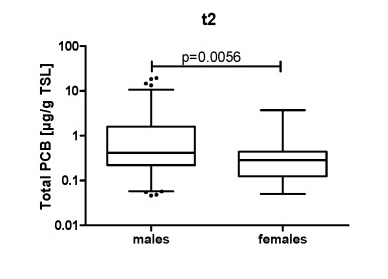 t2
p=0.0056
Total PCB [µg/g TSL]
100
10
1
0.1
0.01
males females